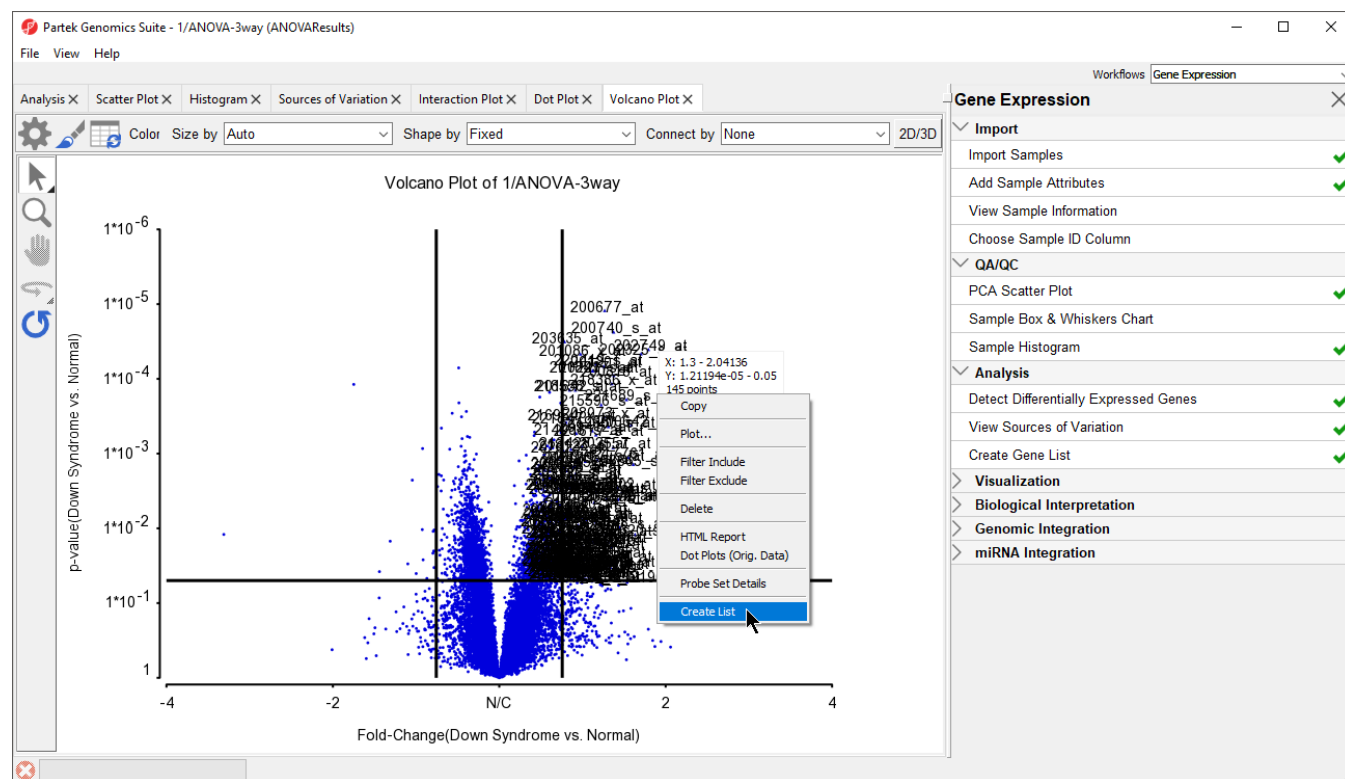 Partek Genomics Suite - 1/ANOVA-3way (ANOVAResults)
File View Help
Workflows Gene Expression
Analysis Scatter Plot Histogram Sources of Variation Interaction Plot Dot Plot Volcano Plot
Color Size by Auto Shape by Fixed Connect by None 2D/3D
Volcano Plot of 1/ANOVA-3way
p-value(Down Syndrome vs. Normal)
1*10-6
1*10-5
1*10-4
1*10-3
1*10-2
1*10-1
1
200677_at
200740_s_at
203635_at
202749_at
X: 1.3 - 2.04136
Y: 1.21194e-05 - 0.05
145 points
Copy
Plot...
Filter Include
Filter Exclude
Delete
HTML Report
Dot Plots (Orig. Data)
Probe Set Details
Create List
-4 -2 N/C 2 4
Fold-Change(Down Syndrome vs. Normal)
Gene Expression
Import
Import Samples
Add Sample Attributes
View Sample Information
Choose Sample ID Column
QA/QC
PCA Scatter Plot
Sample Box & Whiskers Chart
Sample Histogram
Analysis
Detect Differentially Expressed Genes
View Sources of Variation
Create Gene List
Visualization
Biological Interpretation
Genomic Integration
miRNA Integration